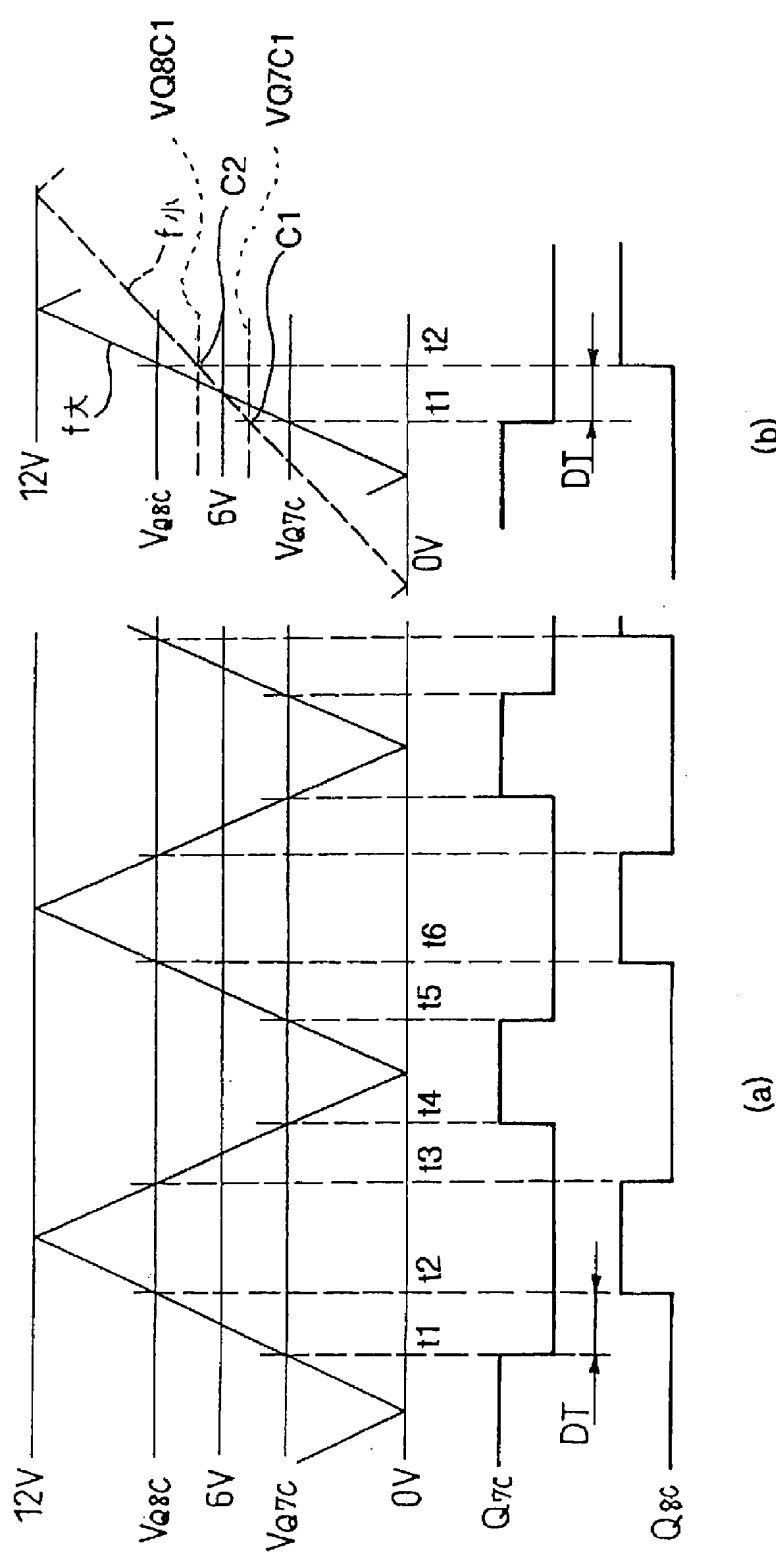 12V
VQ8C
6V
VQ7C
0V
t1
t2
t3
t4
t5
t6
Q7C
DT
Q8C
(a)
12V
VQ8C
6V
VQ7C
0V
f大
f小
VQ8C1
C2
VQ7C1
C1
t1
t2
DT
(b)